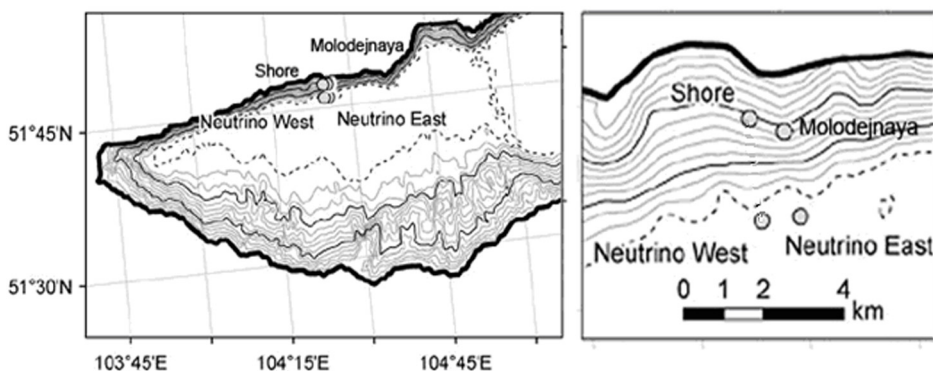 Molodejnaya
Shore
Neutrino West
Neutrino East
51°45'N
51°30'N
103°45'E
104°15'E
104°45'E
Shore
Molodejnaya
Neutrino West
Neutrino East
0 1 2 4
km